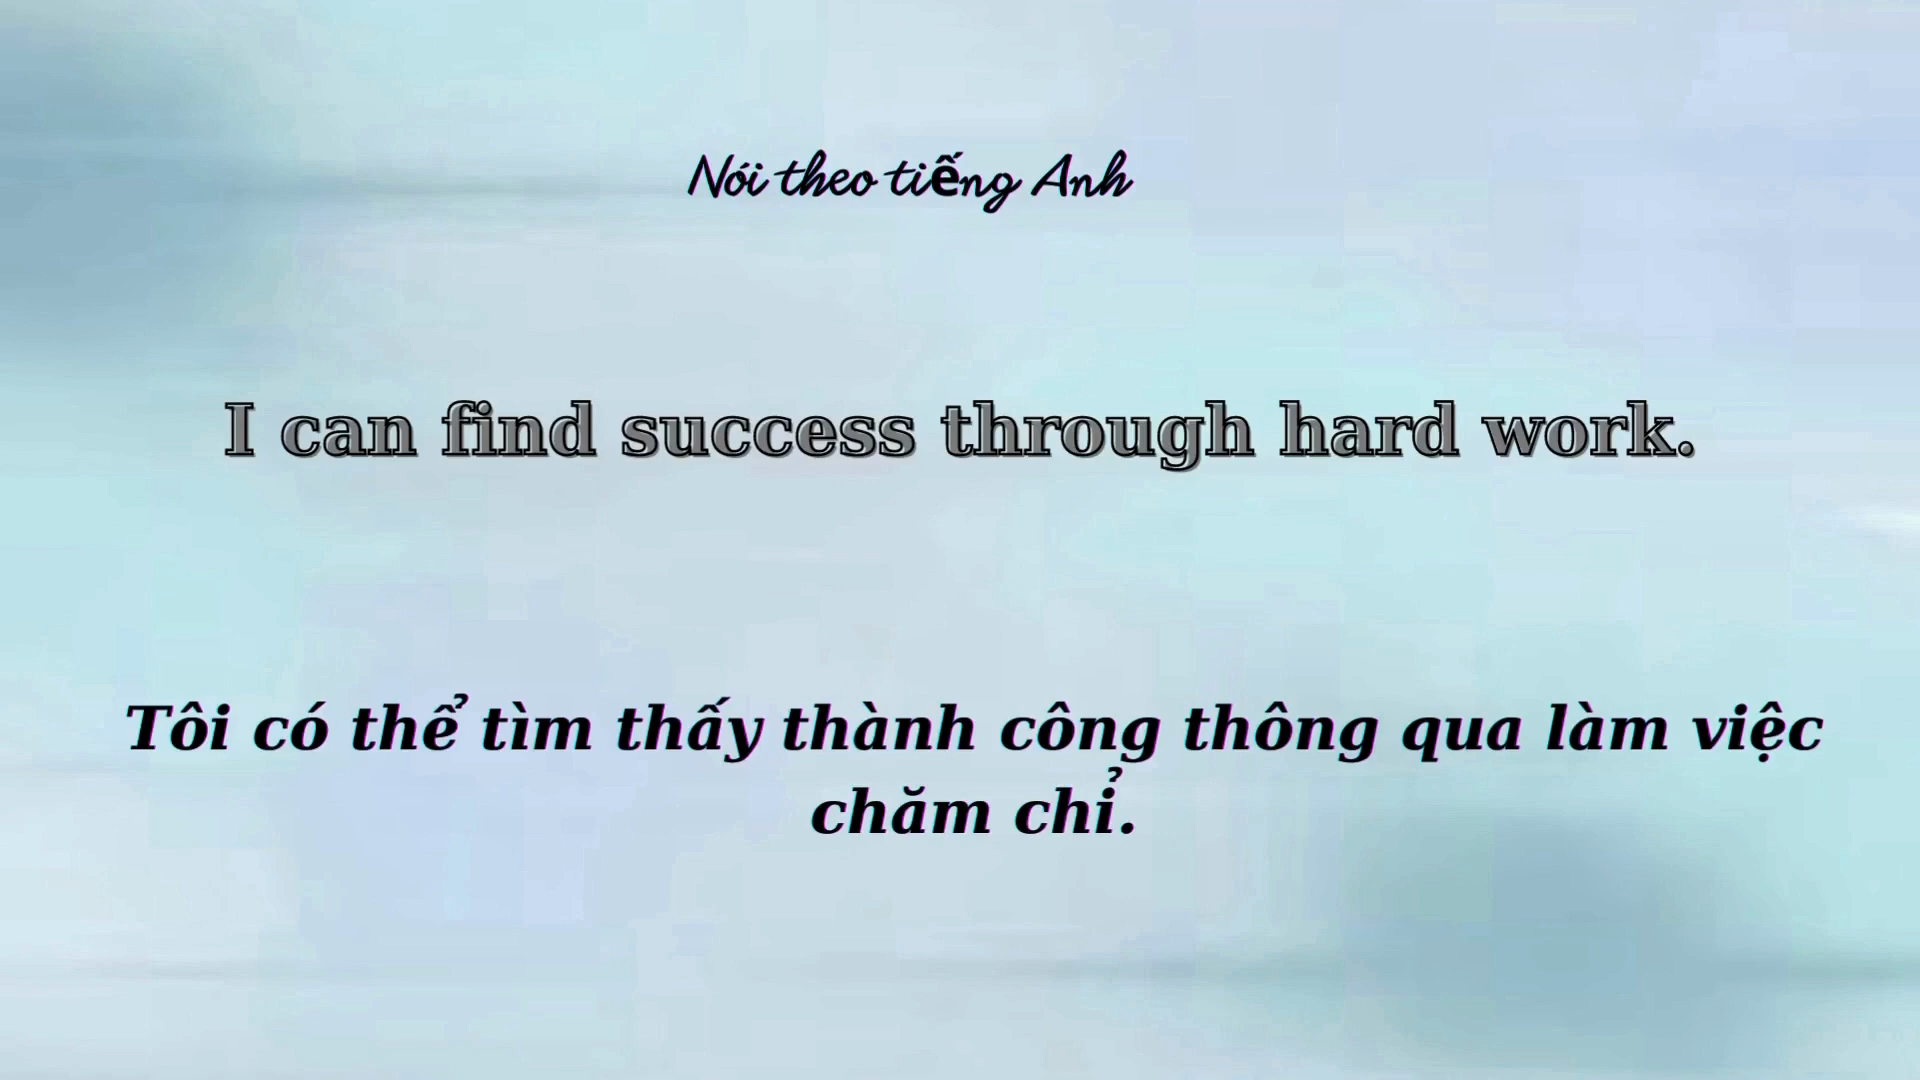 Nói theo tiếng Anh
I can find success through hard work.
Tôi có thể tìm thấy thành công thông qua làm việc
chăm chỉ.